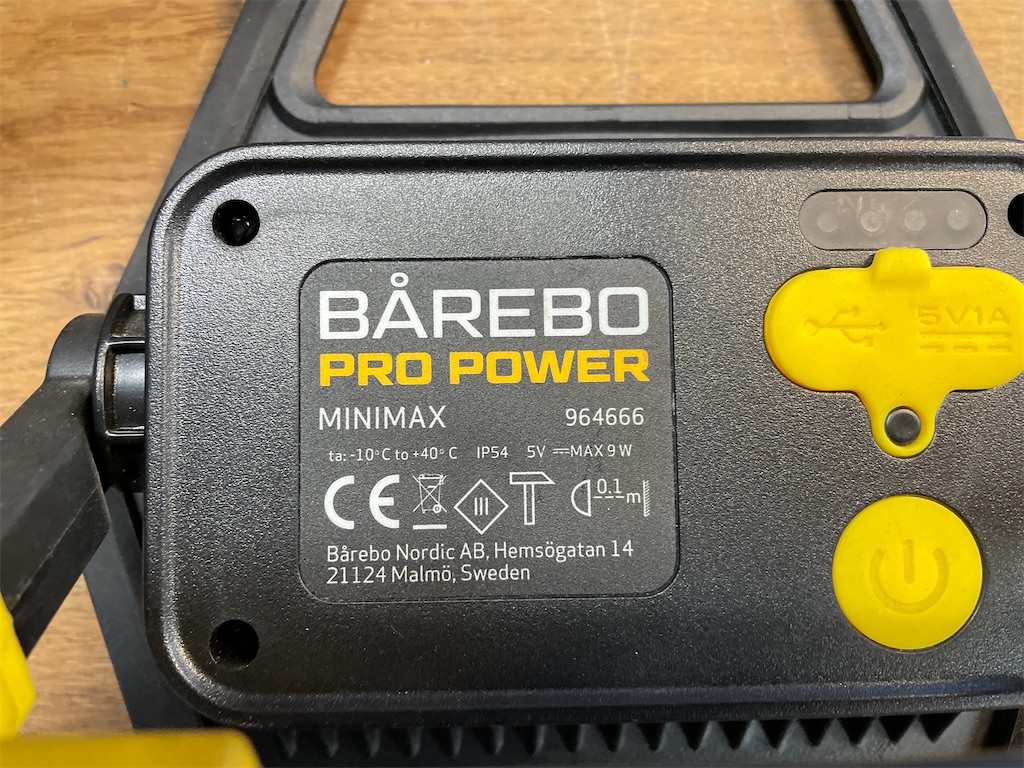 BÅREBO
PRO POWER
MINIMAX 964666
ta: -10°C to +40°C IP54 5V ⎓MAX 9 W
CE III 0.1 m
Bårebo Nordic AB, Hemsögatan 14
21124 Malmö, Sweden
5V1A